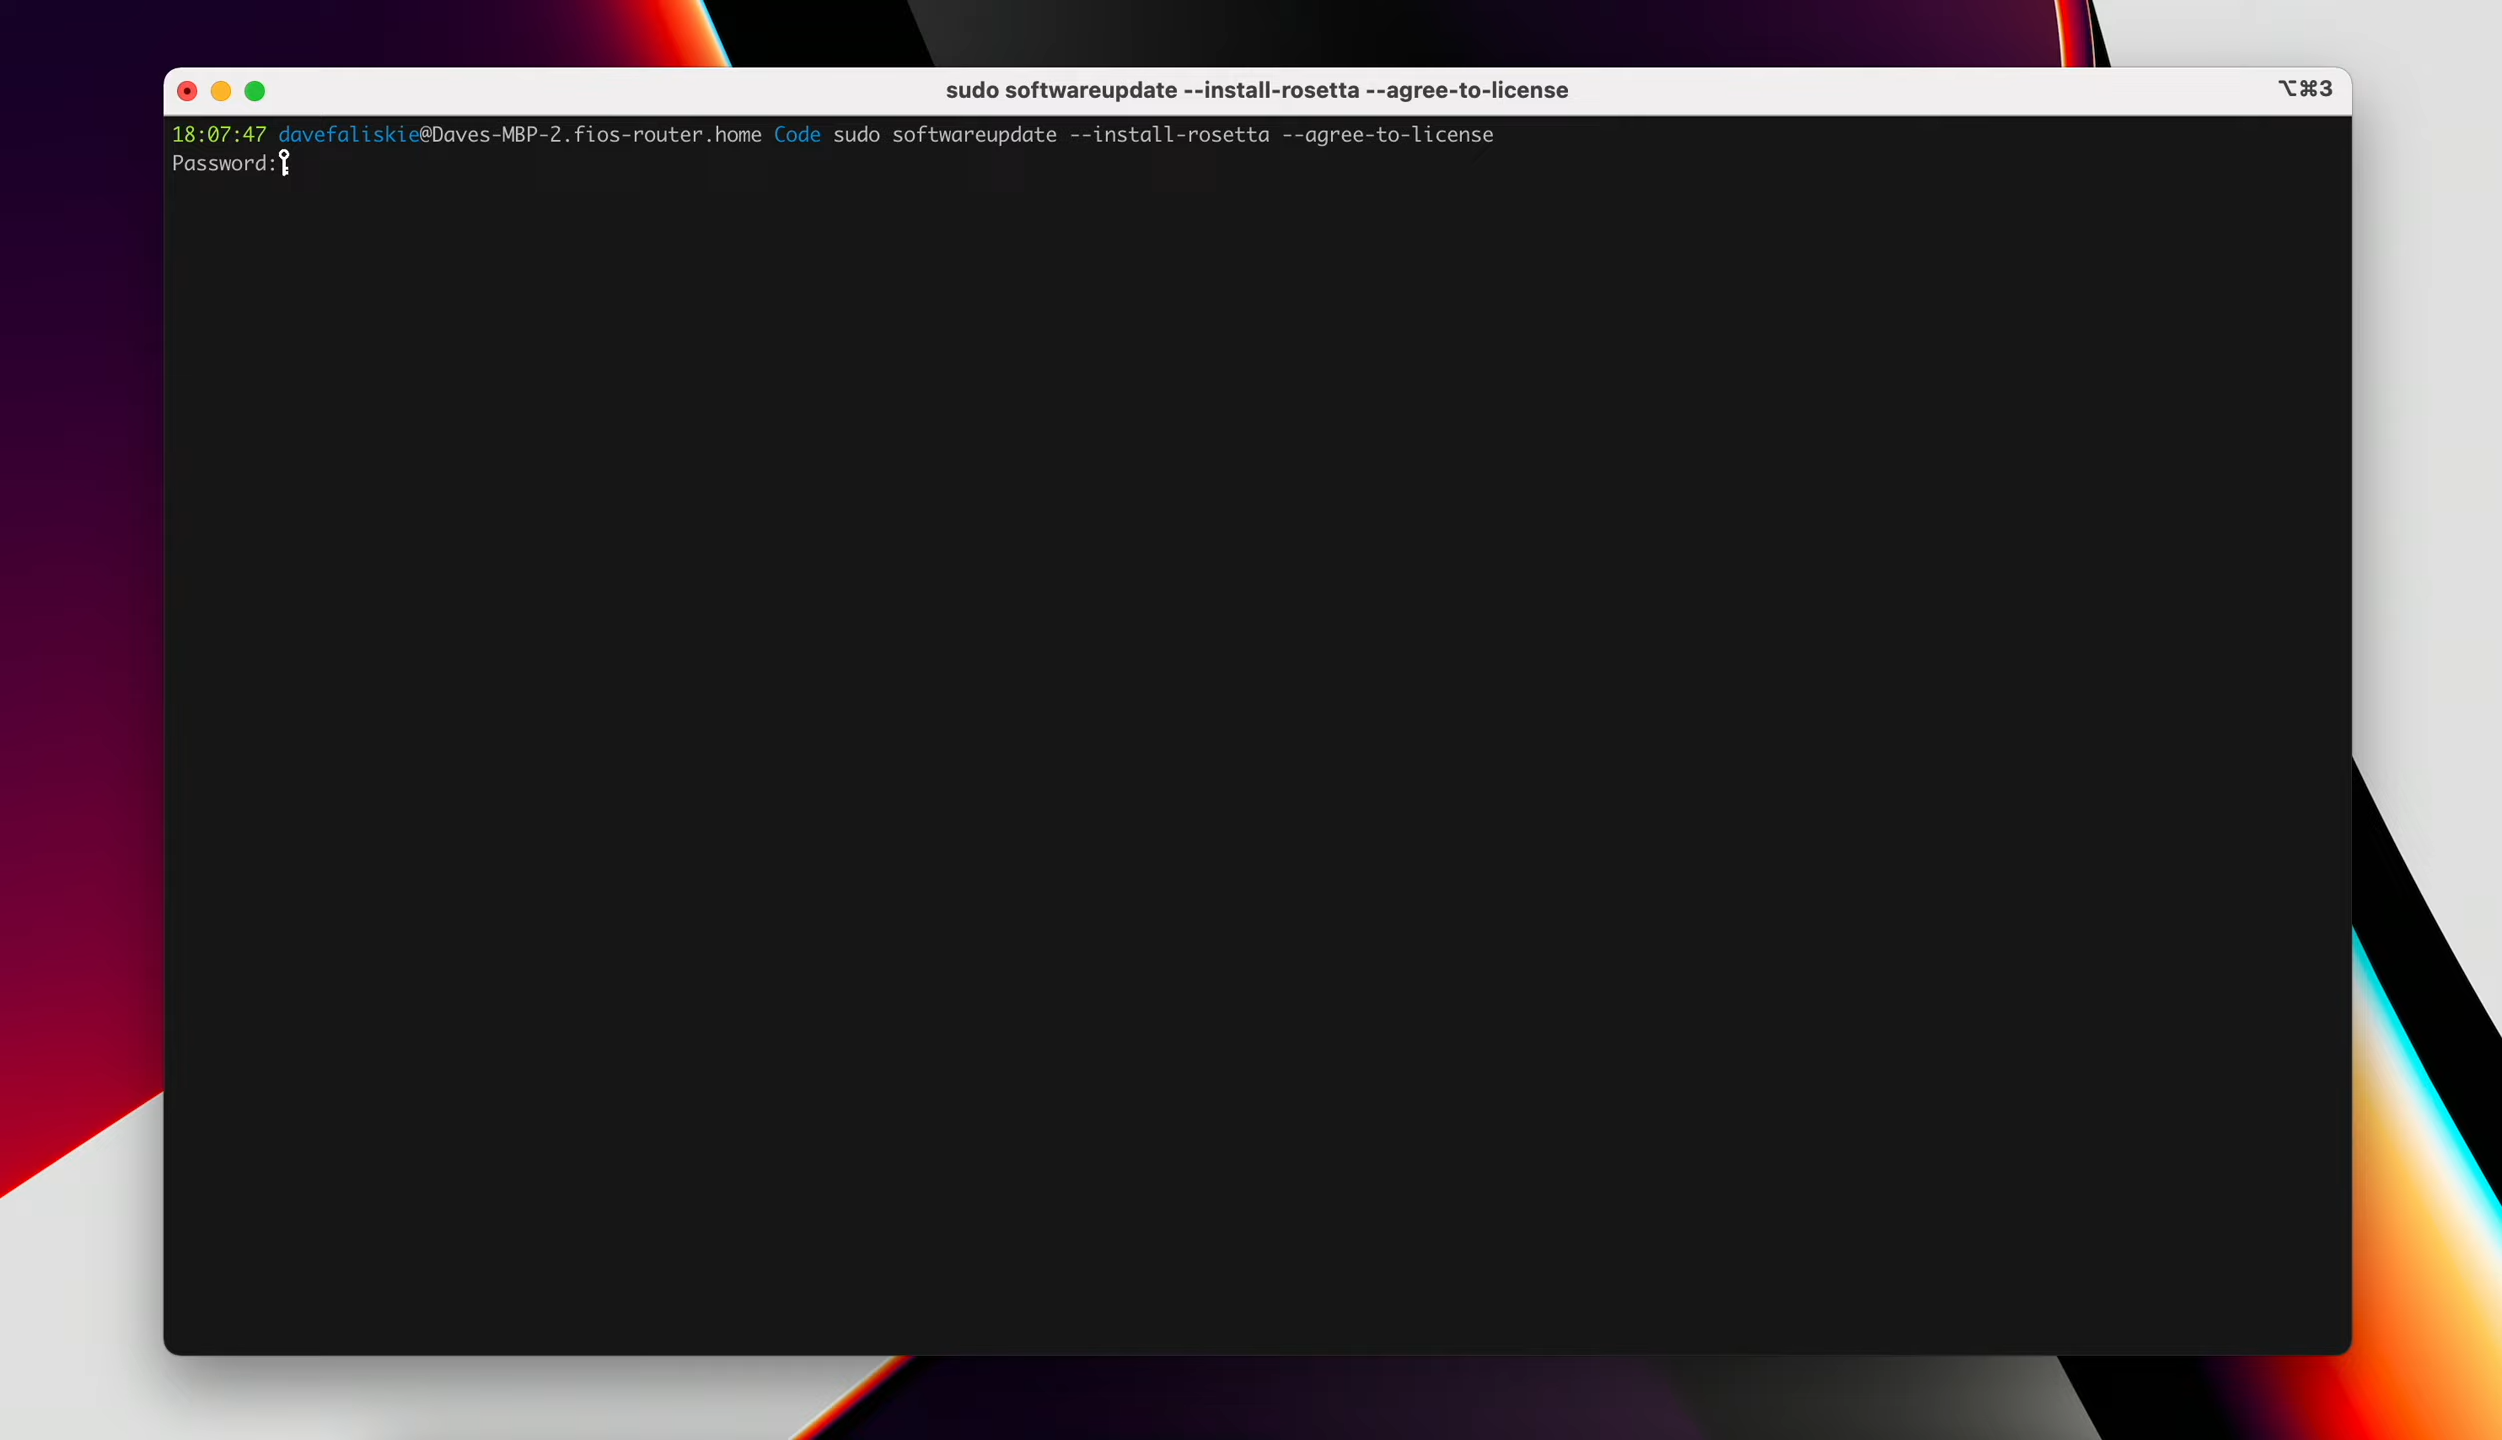 sudo softwareupdate --install-rosetta --agree-to-license
⌥⌘3
18:07:47 davefaliskie@Daves-MBP-2.fios-router.home Code sudo softwareupdate --install-rosetta --agree-to-license
Password: